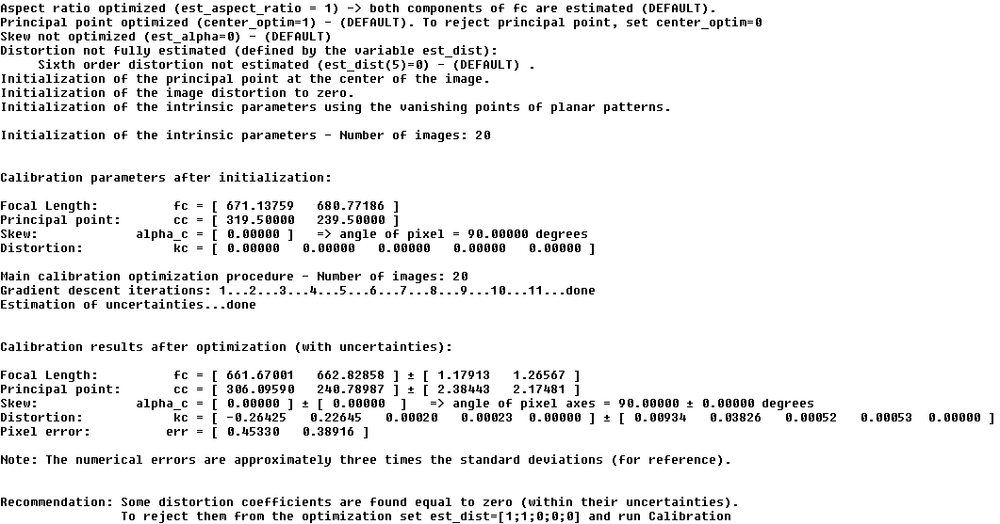 Aspect ratio optimized (est_aspect_ratio = 1) -> both components of fc are estimated (DEFAULT).
Principal point optimized (center_optim=1) - (DEFAULT). To reject principal point, set center_optim=0
Skew not optimized (est_alpha=0) - (DEFAULT)
Distortion not fully estimated (defined by the variable est_dist):
     Sixth order distortion not estimated (est_dist(5)=0) - (DEFAULT) .
Initialization of the principal point at the center of the image.
Initialization of the image distortion to zero.
Initialization of the intrinsic parameters using the vanishing points of planar patterns.

Initialization of the intrinsic parameters - Number of images: 20


Calibration parameters after initialization:

Focal Length:          fc = [ 671.13759   680.77186 ]
Principal point:       cc = [ 319.50000   239.50000 ]
Skew:             alpha_c = [ 0.00000 ]   => angle of pixel = 90.00000 degrees
Distortion:            kc = [ 0.00000   0.00000   0.00000   0.00000   0.00000 ]

Main calibration optimization procedure - Number of images: 20
Gradient descent iterations: 1...2...3...4...5...6...7...8...9...10...11...done
Estimation of uncertainties...done


Calibration results after optimization (with uncertainties):

Focal Length:          fc = [ 661.67001   662.82858 ] ± [ 1.17913   1.26567 ]
Principal point:       cc = [ 306.09590   240.78987 ] ± [ 2.38443   2.17481 ]
Skew:             alpha_c = [ 0.00000 ] ± [ 0.00000  ]   => angle of pixel axes = 90.00000 ± 0.00000 degrees
Distortion:            kc = [ -0.26425   0.22645   0.00020   0.00023  0.00000 ] ± [ 0.00934   0.03826   0.00052   0.00053  0.00000 ]
Pixel error:          err = [ 0.45330   0.38916 ]

Note: The numerical errors are approximately three times the standard deviations (for reference).


Recommendation: Some distortion coefficients are found equal to zero (within their uncertainties).
                To reject them from the optimization set est_dist=[1;1;0;0;0] and run Calibration